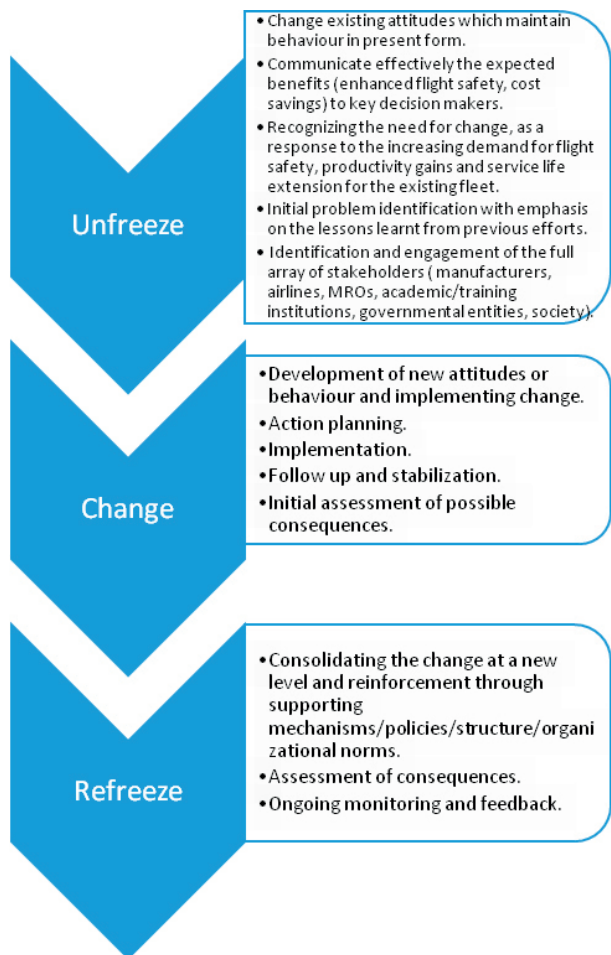 •Change existing attitudes which maintain
behaviour in present form.
•Communicate effectively the expected
benefits (enhanced flight safety, cost
savings) to key decision makers.
•Recognizing the need for change, as a
response to the increasing demand for flight
safety, productivity gains and service life
extension for the existing fleet.
•Initial problem identification with emphasis
on the lessons learnt from previous efforts.
• Identification and engagement of the full
array of stakeholders ( manufacturers,
airlines, MROs, academic/training
institutions, governmental entities, society).
Unfreeze
•Development of new attitudes or
behaviour and implementing change.
•Action planning.
•Implementation.
•Follow up and stabilization.
•Initial assessment of possible
consequences.
Change
•Consolidating the change at a new
level and reinforcement through
supporting
mechanisms/policies/structure/organi
zational norms.
•Assessment of consequences.
•Ongoing monitoring and feedback.
Refreeze